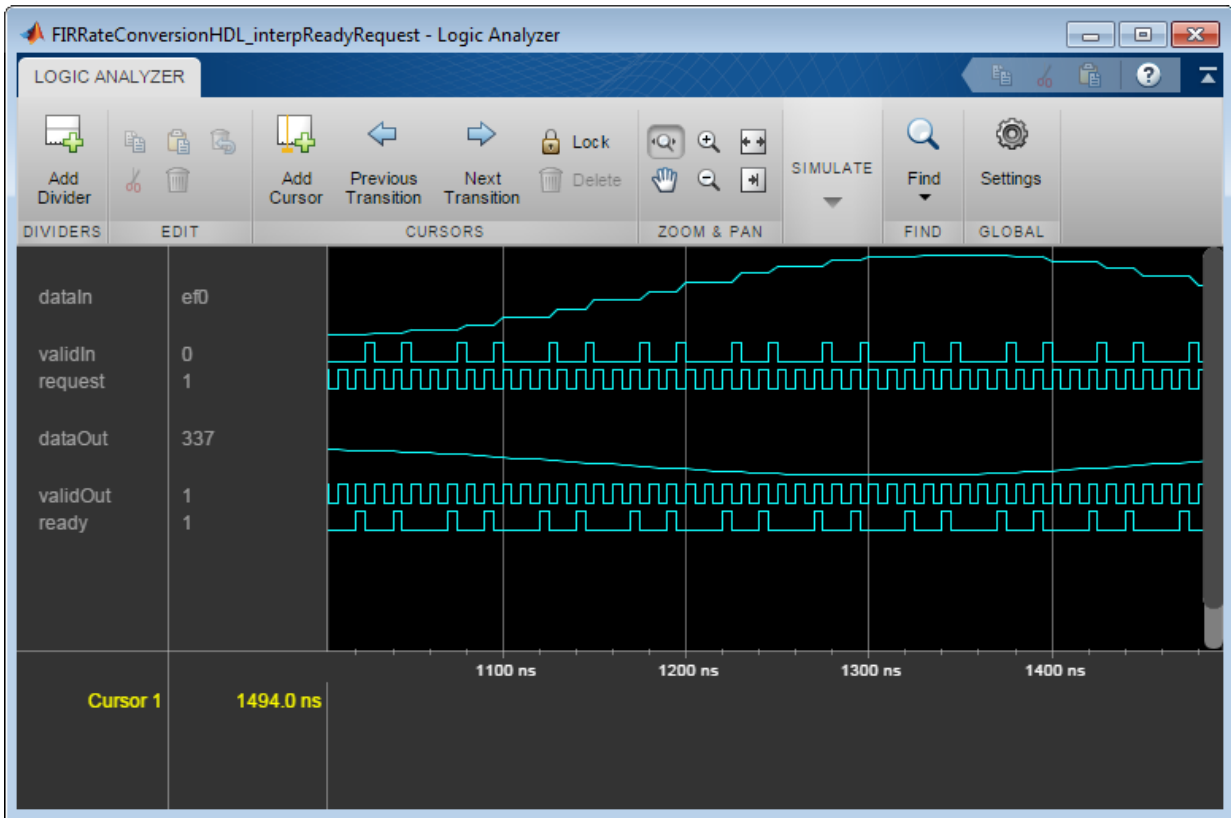 FIRRateConversionHDL_interpReadyRequest - Logic Analyzer
LOGIC ANALYZER
?
Add Divider
Add Cursor
Previous Transition
Next Transition
Lock
Delete
SIMULATE
Find
Settings
DIVIDERS EDIT CURSORS ZOOM & PAN FIND GLOBAL
dataIn ef0
validIn 0
request 1
dataOut 337
validOut 1
ready 1
1100 ns 1200 ns 1300 ns 1400 ns
Cursor 1 1494.0 ns